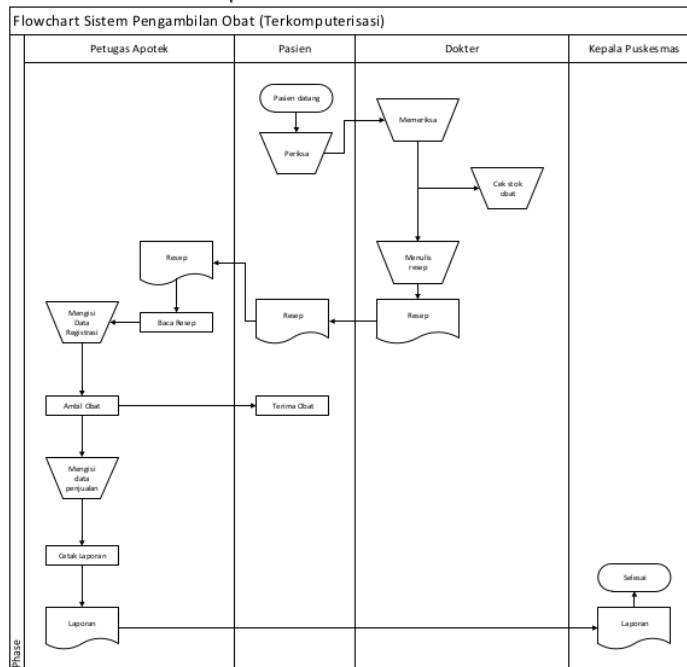 Flowchart Sistem Pengambilan Obat (Terkomputerisasi)
Petugas Apotek
Pasien
Dokter
Kepala Puskesmas
Pasien datang
Memeriksa
Periksa
Cek stok
obat
Menulis
resep
Resep
Mengisi
Data
Registrasi
Baca Resep
Resep
Resep
Ambil Obat
Terima Obat
Mengisi
data
penjualan
Cetak Laporan
Selesai
Laporan
Laporan
Phase